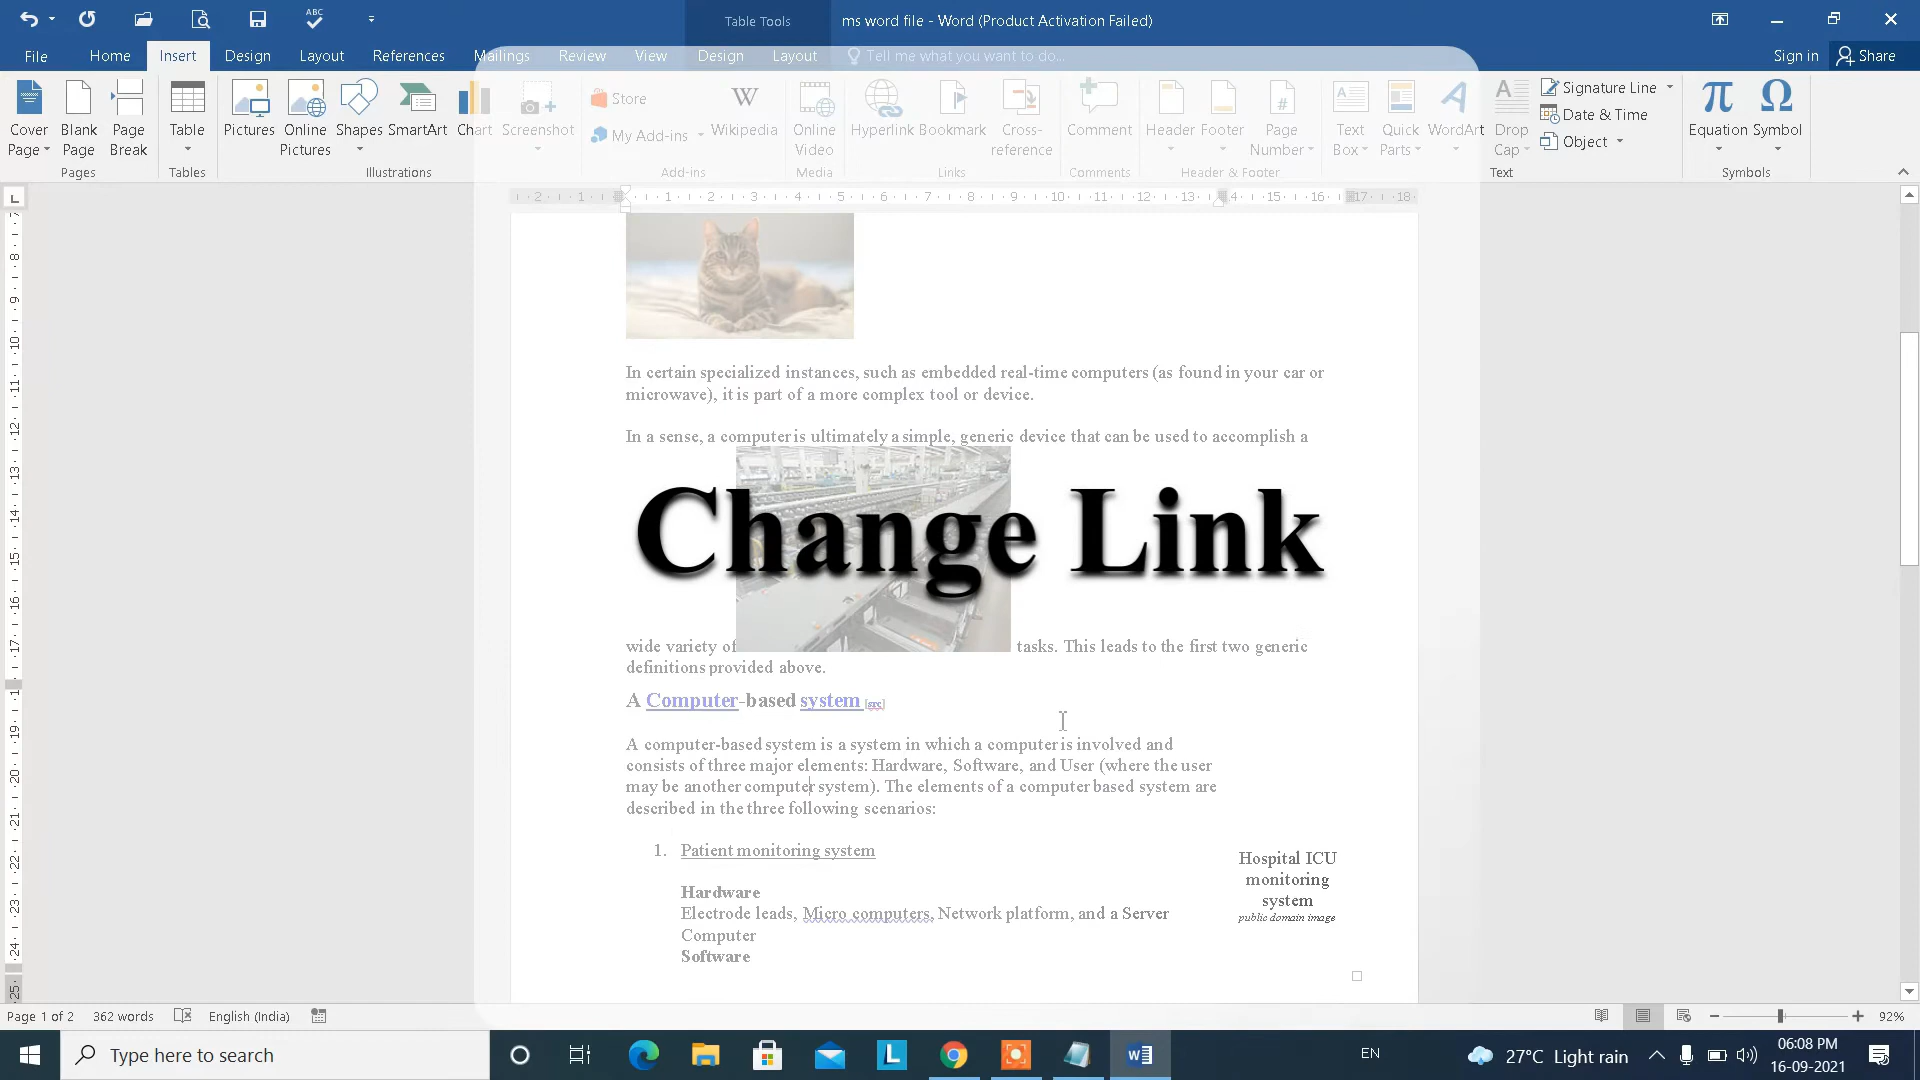 Table Tools
ms word file - Word (Product Activation Failed)
File Home Insert Design Layout References Mailings Review View Design Layout Tell me what you want to do... Sign in Share
Cover Page
Blank Page
Page Break
Table
Pictures
Online Pictures
Shapes
SmartArt
Chart
Screenshot
Store
My Add-ins
Wikipedia
Online Video
Hyperlink
Bookmark
Cross-reference
Comment
Header
Footer
Page Number
Text Box
Quick Parts
WordArt
Drop Cap
Signature Line
Date & Time
Object
Equation
Symbol
Pages Tables Illustrations Add-ins Media Links Comments Header & Footer Text Symbols
In certain specialized instances, such as embedded real-time computers (as found in your car or
microwave), it is part of a more complex tool or device.
In a sense, a computer is ultimately a simple, generic device that can be used to accomplish a
Change Link
wide variety of tasks. This leads to the first two generic
definitions provided above.
A Computer-based system [src]
A computer-based system is a system in which a computer is involved and
consists of three major elements: Hardware, Software, and User (where the user
may be another computer system). The elements of a computer based system are
described in the three following scenarios:
1. Patient monitoring system
Hardware
Electrode leads, Micro computers, Network platform, and a Server
Computer
Software
Hospital ICU
monitoring
system
public domain image
Page 1 of 2 362 words English (India) 92%
Type here to search
EN
27°C Light rain
06:08 PM
16-09-2021